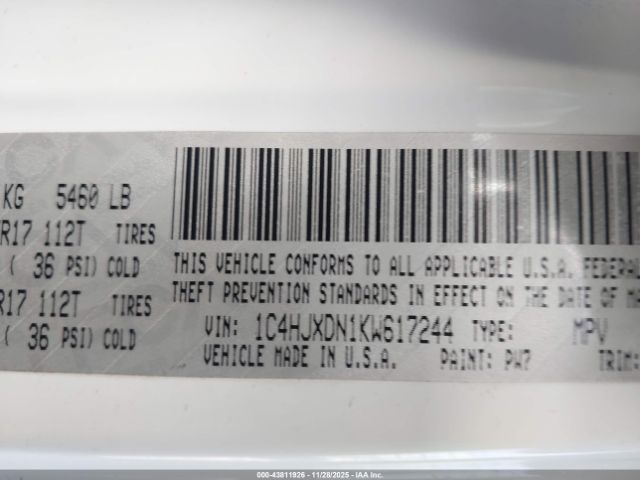 KG 5460 LB
R17 112T TIRES
( 36 PSI) COLD
R17 112T TIRES
( 36 PSI) COLD
THIS VEHICLE CONFORMS TO ALL APPLICABLE U.S.A. FEDERAL
THEFT PREVENTION STANDARDS IN EFFECT ON THE DATE OF MA
VIN: 1C4HJXDN1KW617244 TYPE: MPV
VEHICLE MADE IN U.S.A. PAINT: PW7 TRIM:
000-43811926 - 11/28/2025 - IAA Inc.